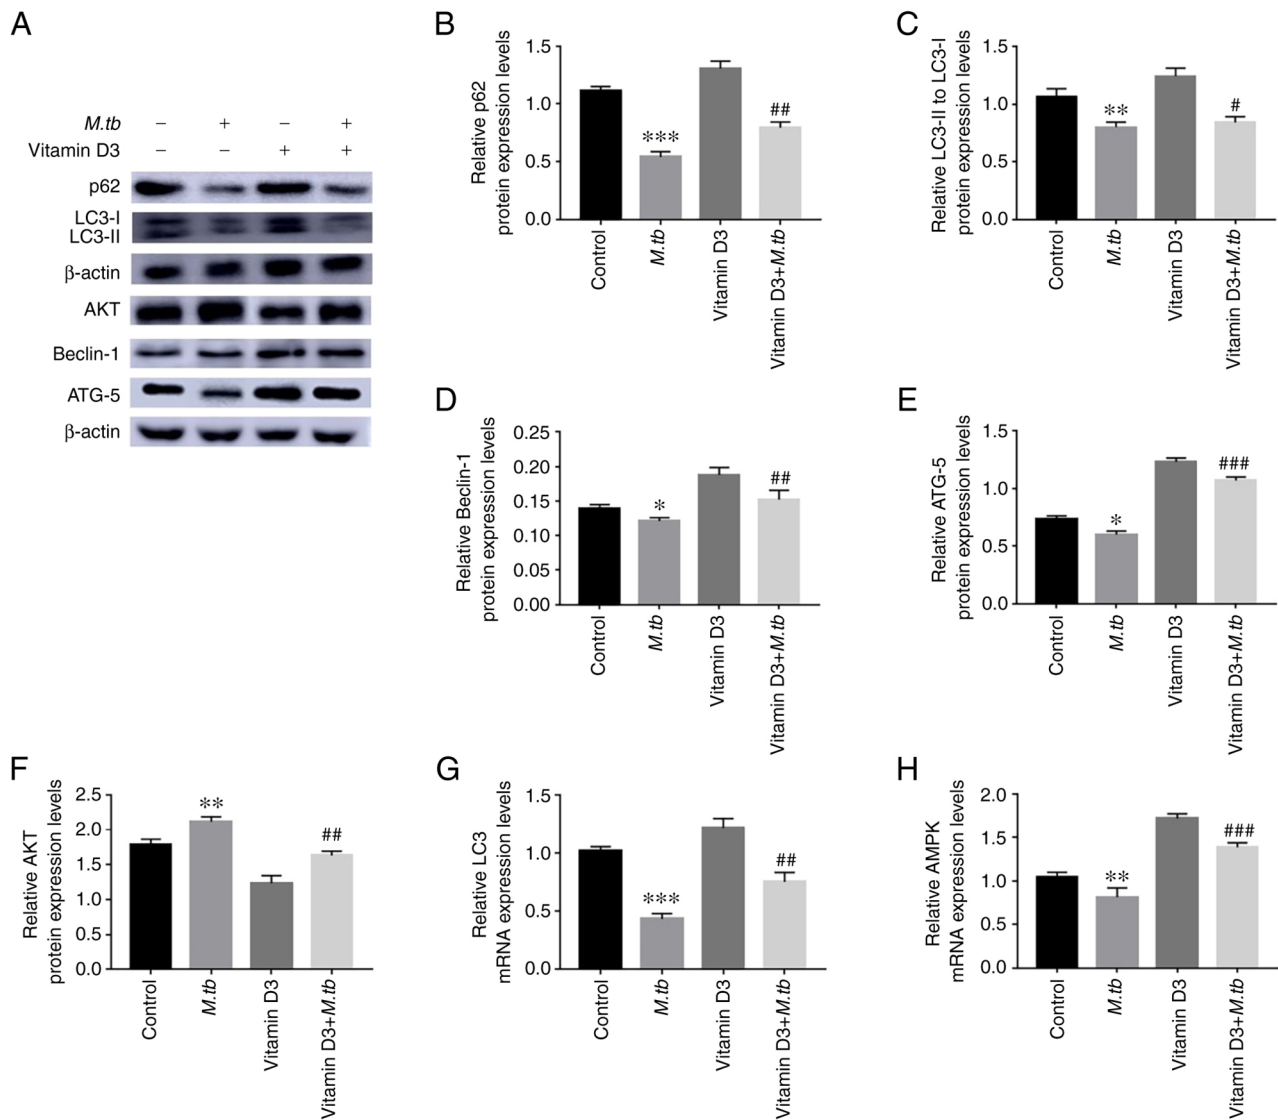 A
M.tb – + – +
Vitamin D3 – – + +
p62
LC3-I
LC3-II
β-actin
AKT
Beclin-1
ATG-5
β-actin
B
Relative p62
protein expression levels
1.5
1.0
0.5
0.0
***
##
Control
M.tb
Vitamin D3
Vitamin D3+M.tb
C
Relative LC3-II to LC3-I
protein expression levels
1.5
1.0
0.5
0.0
**
#
Control
M.tb
Vitamin D3
Vitamin D3+M.tb
D
Relative Beclin-1
protein expression levels
0.25
0.20
0.15
0.10
0.05
0.00
*
##
Control
M.tb
Vitamin D3
Vitamin D3+M.tb
E
Relative ATG-5
protein expression levels
1.5
1.0
0.5
0.0
*
###
Control
M.tb
Vitamin D3
Vitamin D3+M.tb
F
Relative AKT
protein expression levels
2.5
2.0
1.5
1.0
0.5
0.0
**
##
Control
M.tb
Vitamin D3
Vitamin D3+M.tb
G
Relative LC3
mRNA expression levels
1.5
1.0
0.5
0.0
***
##
Control
M.tb
Vitamin D3
Vitamin D3+M.tb
H
Relative AMPK
mRNA expression levels
2.0
1.5
1.0
0.5
0.0
**
###
Control
M.tb
Vitamin D3
Vitamin D3+M.tb